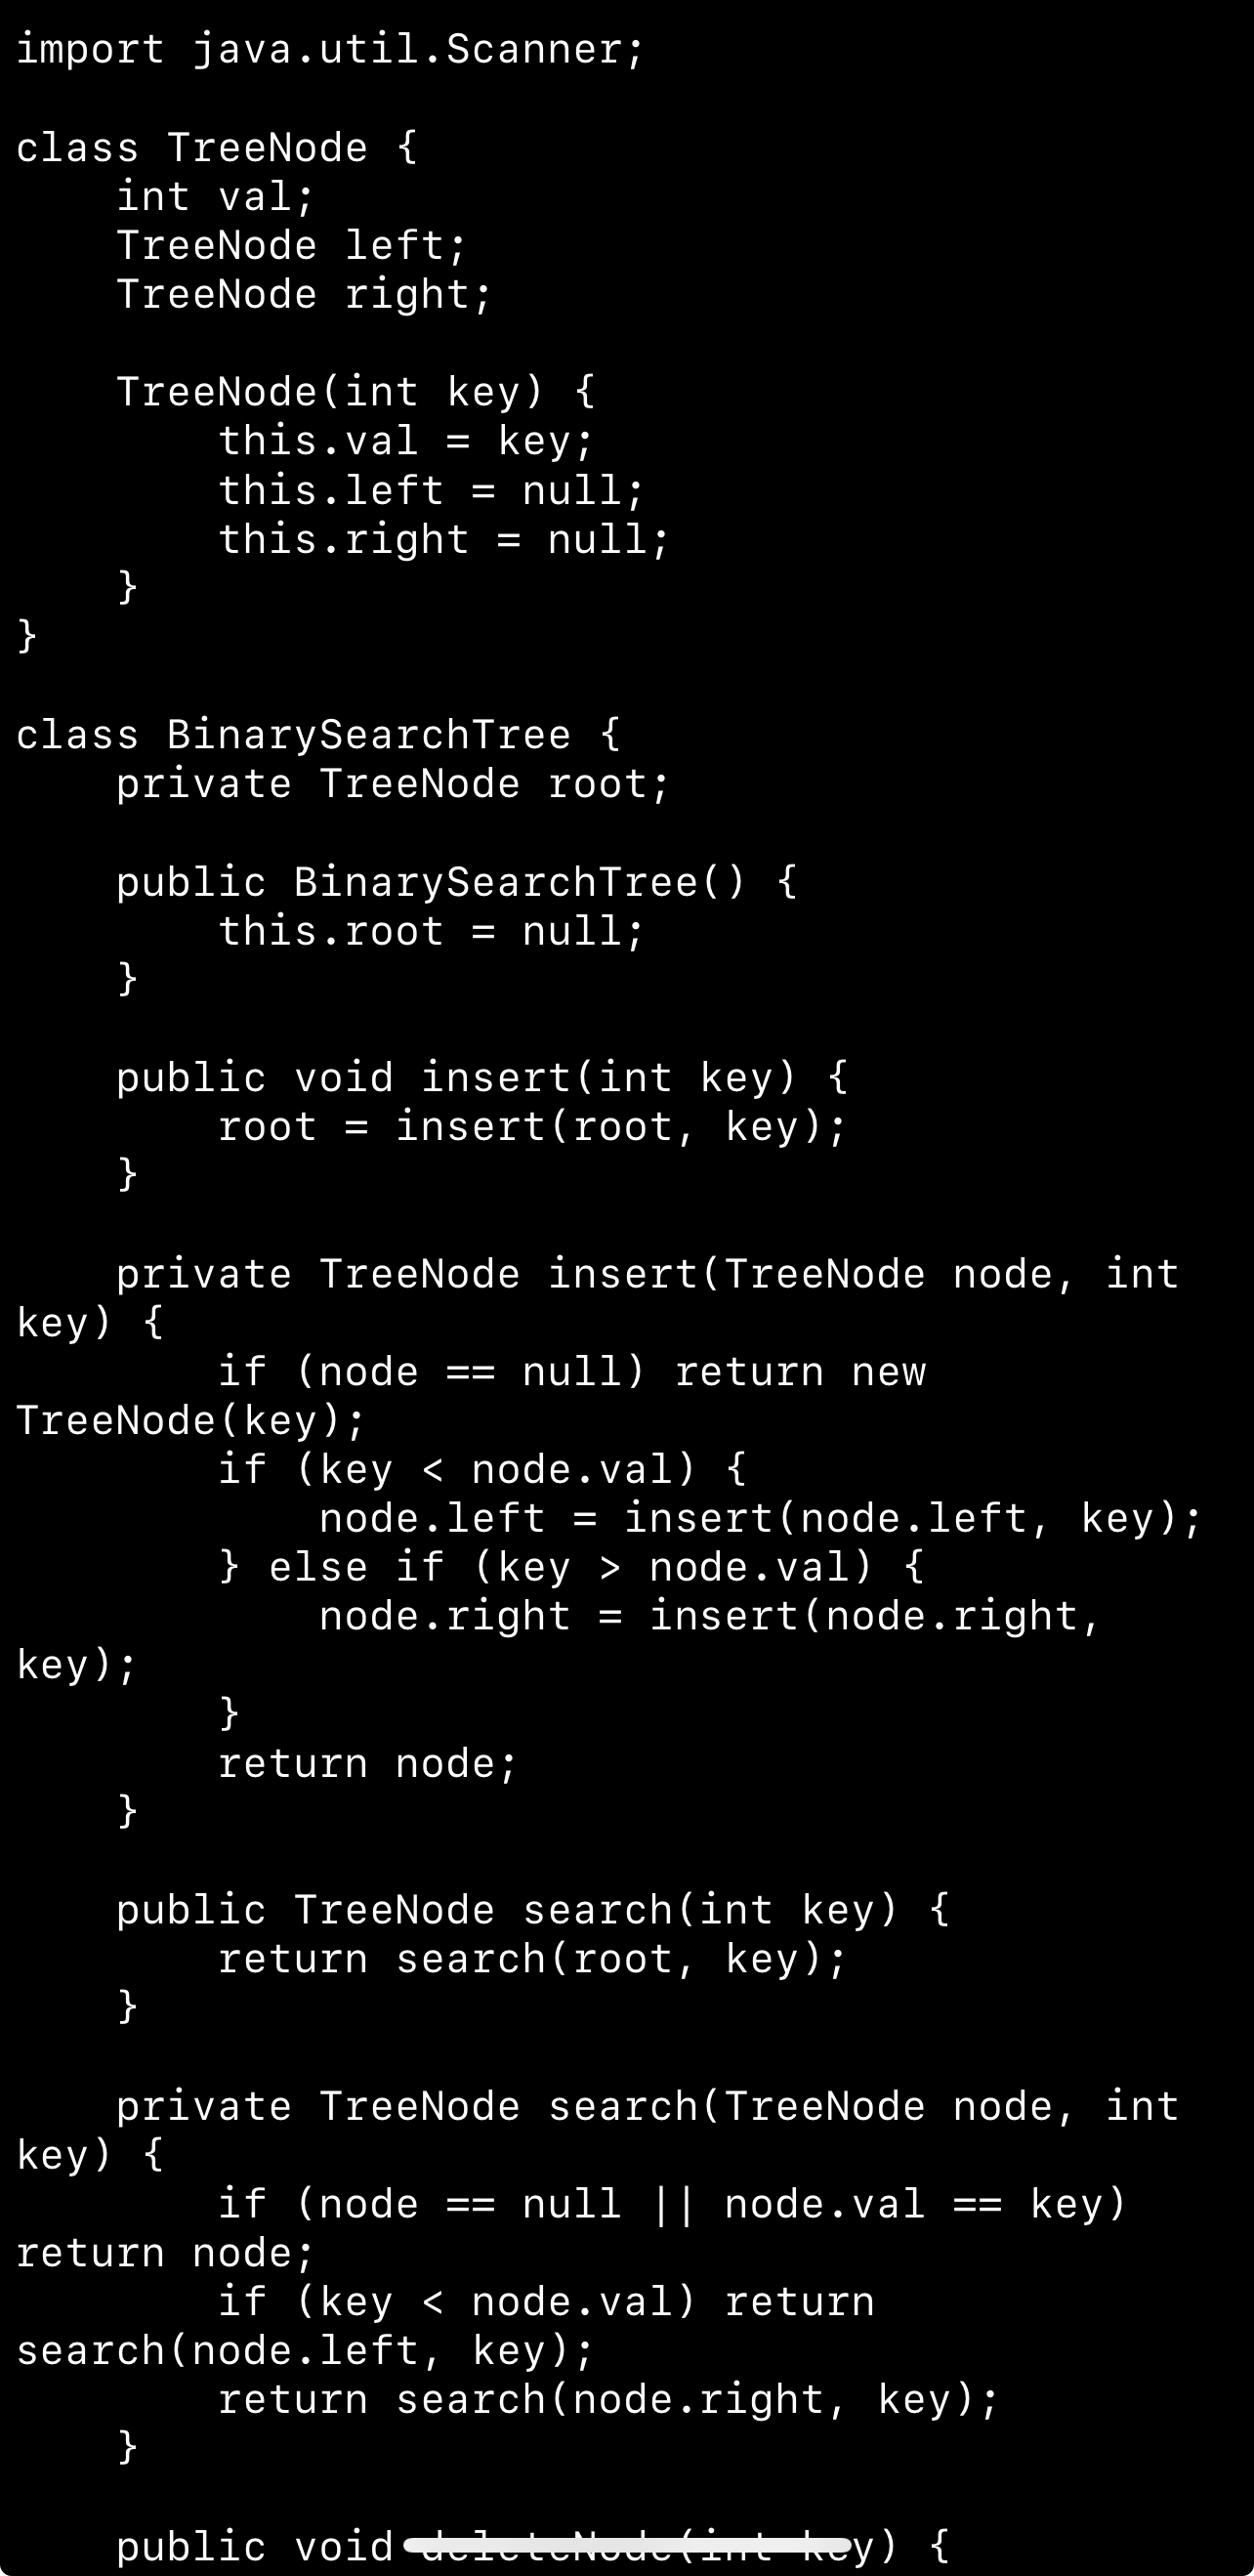 import java.util.Scanner;

class TreeNode {
    int val;
    TreeNode left;
    TreeNode right;

    TreeNode(int key) {
        this.val = key;
        this.left = null;
        this.right = null;
    }
}

class BinarySearchTree {
    private TreeNode root;

    public BinarySearchTree() {
        this.root = null;
    }

    public void insert(int key) {
        root = insert(root, key);
    }

    private TreeNode insert(TreeNode node, int
key) {
        if (node == null) return new
TreeNode(key);
        if (key < node.val) {
            node.left = insert(node.left, key);
        } else if (key > node.val) {
            node.right = insert(node.right,
key);
        }
        return node;
    }

    public TreeNode search(int key) {
        return search(root, key);
    }

    private TreeNode search(TreeNode node, int
key) {
        if (node == null || node.val == key)
return node;
        if (key < node.val) return
search(node.left, key);
        return search(node.right, key);
    }

    public void deleteNode(int key) {